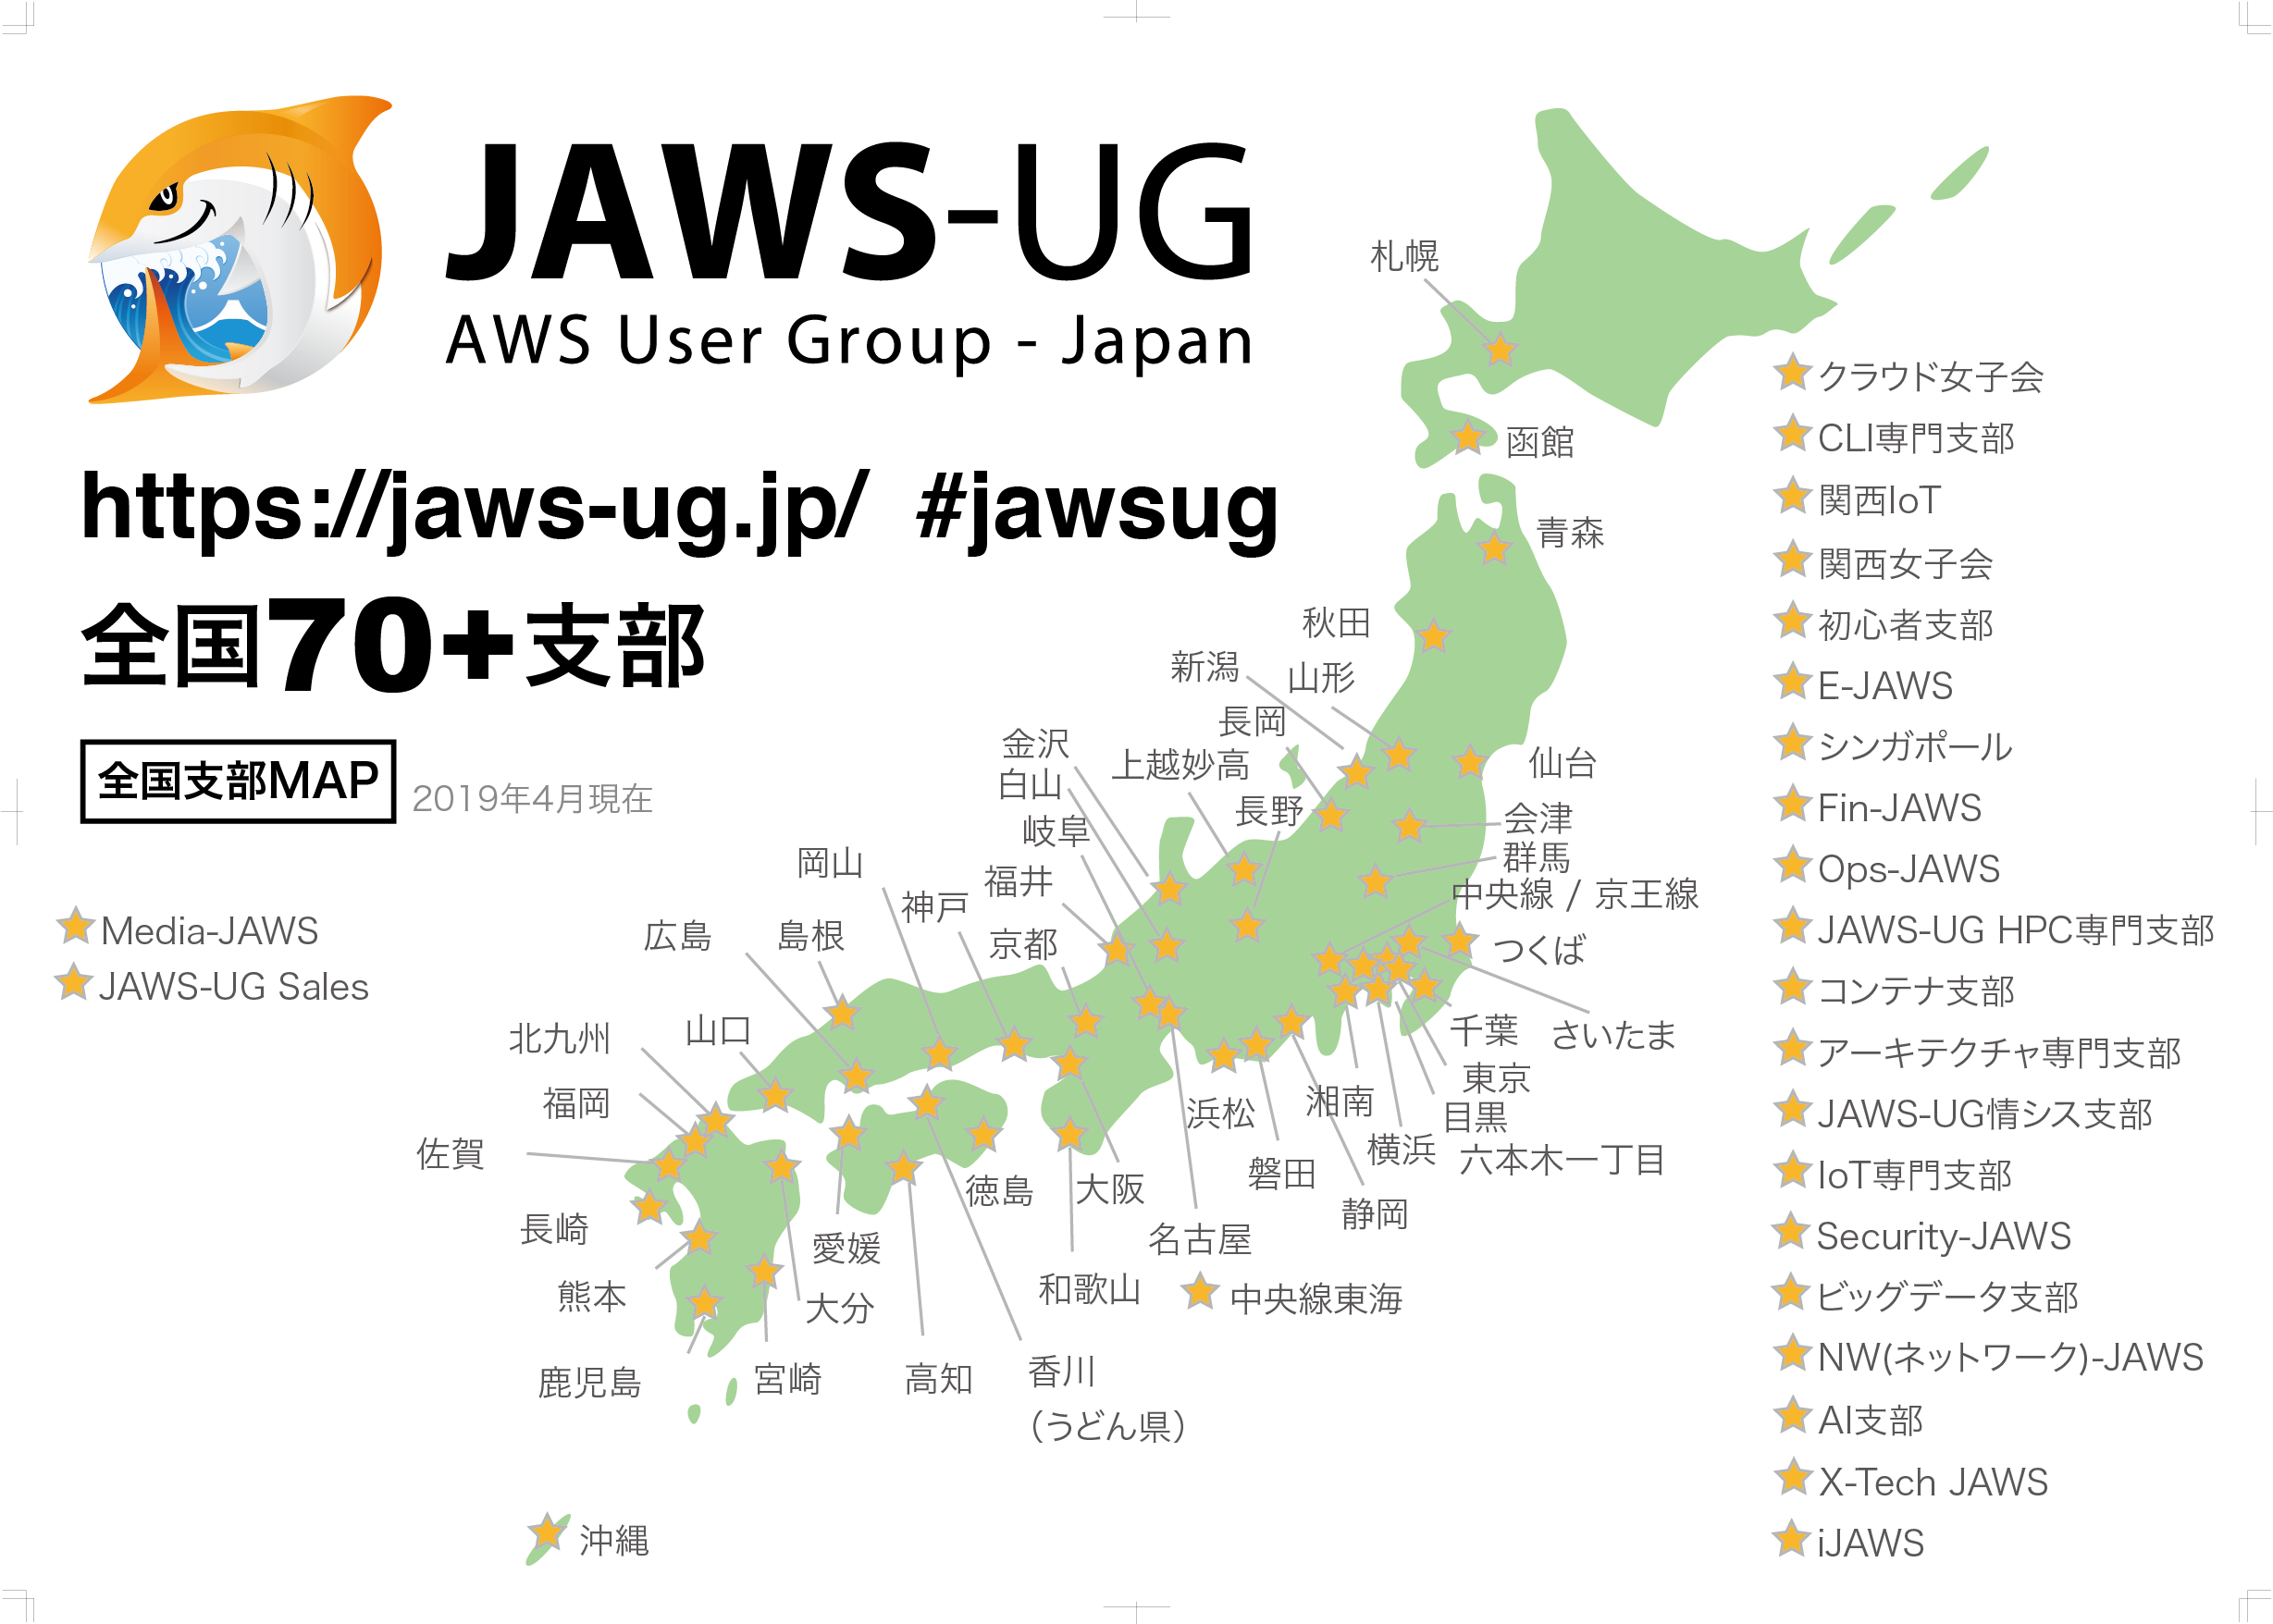 JAWS-UG
AWS User Group - Japan
https://jaws-ug.jp/ #jawsug
全国70+支部
全国支部MAP
2019年4月現在
Media-JAWS
JAWS-UG Sales
札幌
函館
青森
秋田
新潟
山形
長岡
金沢
上越妙高
仙台
白山
長野
会津
岐阜
群馬
岡山
福井
中央線 / 京王線
神戸
広島
島根
京都
つくば
北九州
山口
千葉
さいたま
福岡
東京
浜松
湘南
目黒
佐賀
横浜
六本木一丁目
磐田
徳島
大阪
静岡
長崎
愛媛
名古屋
熊本
大分
和歌山
中央線東海
鹿児島
宮崎
高知
香川
（うどん県）
沖縄
クラウド女子会
CLI専門支部
関西IoT
関西女子会
初心者支部
E-JAWS
シンガポール
Fin-JAWS
Ops-JAWS
JAWS-UG HPC専門支部
コンテナ支部
アーキテクチャ専門支部
JAWS-UG情シス支部
IoT専門支部
Security-JAWS
ビッグデータ支部
NW(ネットワーク)-JAWS
AI支部
X-Tech JAWS
iJAWS